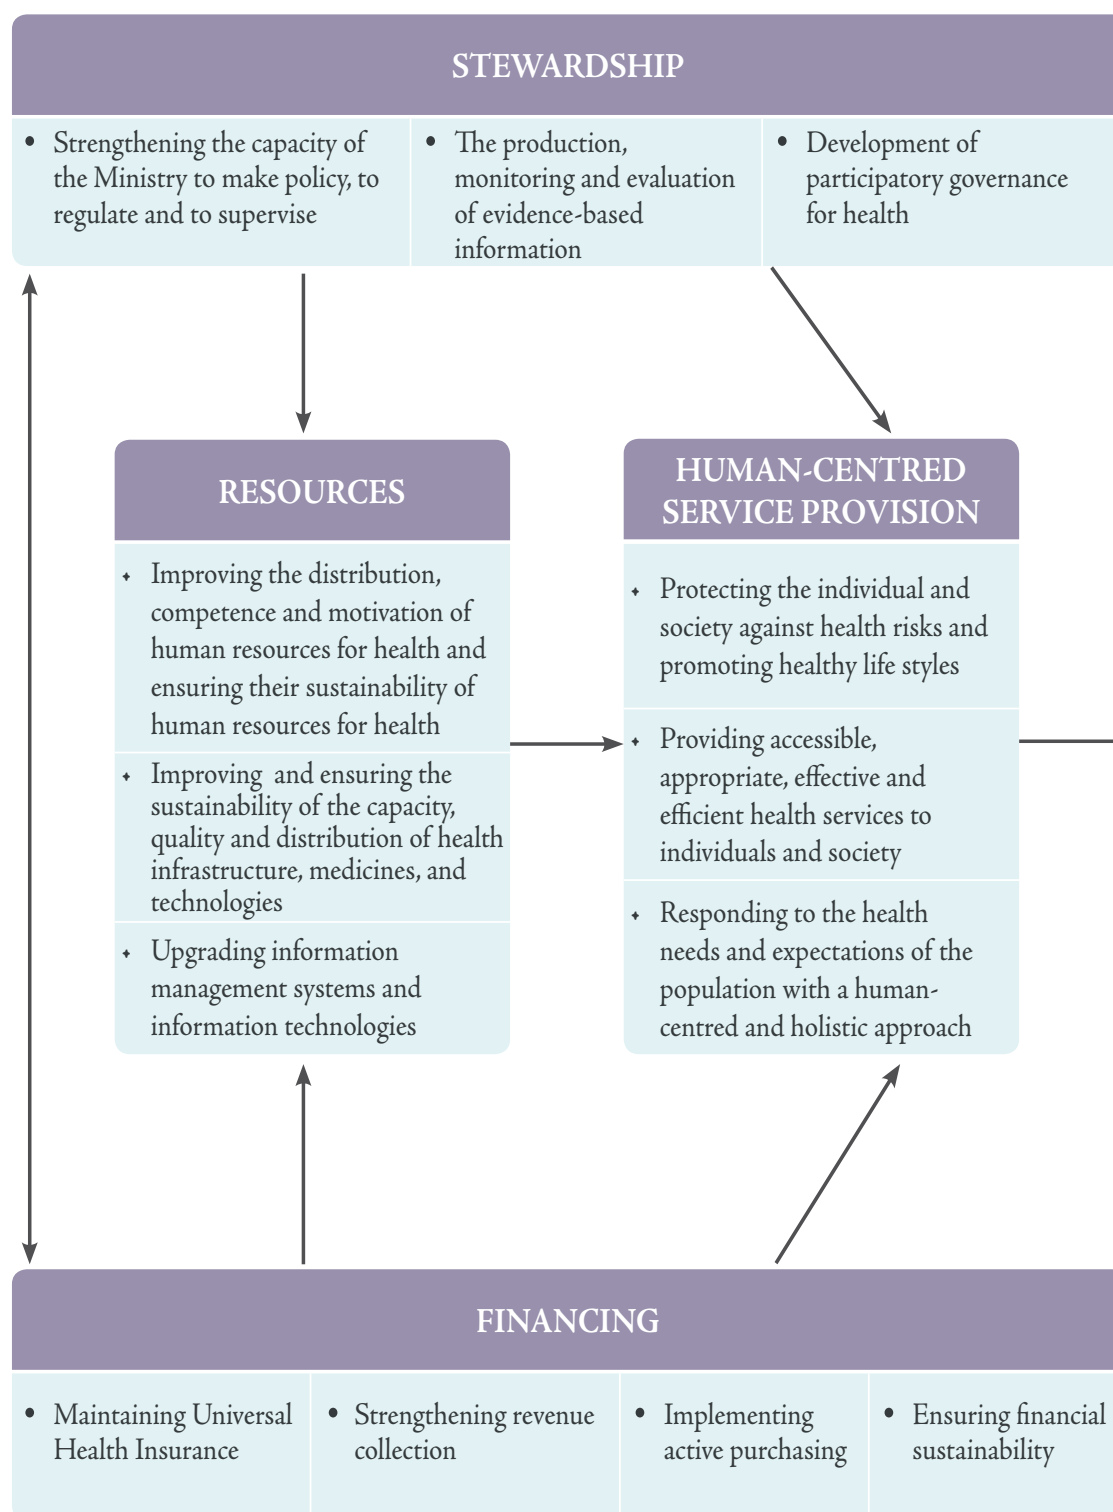 STEWARDSHIP
• Strengthening the capacity of
the Ministry to make policy, to
regulate and to supervise
• The production,
monitoring and evaluation
of evidence-based
information
• Development of
participatory governance
for health
RESOURCES
Improving the distribution,
competence and motivation of
human resources for health and
ensuring their sustainability of
human resources for health
Improving and ensuring the
sustainability of the capacity,
quality and distribution of health
infrastructure, medicines, and
technologies
Upgrading information
management systems and
information technologies
HUMAN-CENTRED
SERVICE PROVISION
Protecting the individual and
society against health risks and
promoting healthy life styles
Providing accessible,
appropriate, effective and
efficient health services to
individuals and society
Responding to the health
needs and expectations of the
population with a human-
centred and holistic approach
FINANCING
• Maintaining Universal
Health Insurance
• Strengthening revenue
collection
• Implementing
active purchasing
• Ensuring financial
sustainability